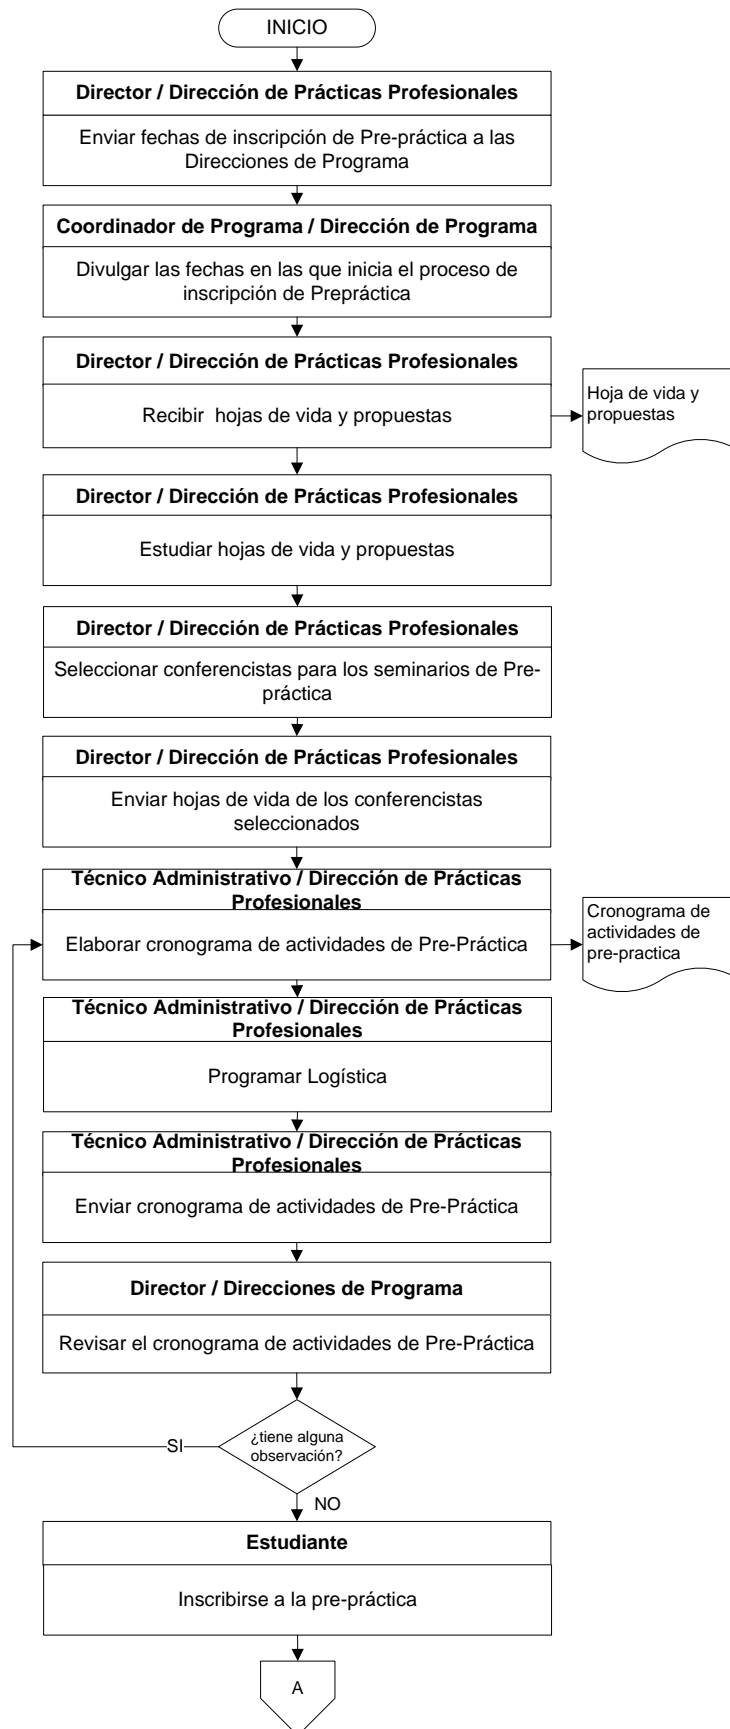 INICIO
Director / Dirección de Prácticas Profesionales
Enviar fechas de inscripción de Pre-práctica a las
Direcciones de Programa
Coordinador de Programa / Dirección de Programa
Divulgar las fechas en las que inicia el proceso de
inscripción de Prepráctica
Director / Dirección de Prácticas Profesionales
Recibir  hojas de vida y propuestas
Hoja de vida y
propuestas
Director / Dirección de Prácticas Profesionales
Estudiar hojas de vida y propuestas
Director / Dirección de Prácticas Profesionales
Seleccionar conferencistas para los seminarios de Pre-
práctica
Director / Dirección de Prácticas Profesionales
Enviar hojas de vida de los conferencistas
seleccionados
Técnico Administrativo / Dirección de Prácticas
Profesionales
Elaborar cronograma de actividades de Pre-Práctica
Cronograma de
actividades de
pre-practica
Técnico Administrativo / Dirección de Prácticas
Profesionales
Programar Logística
Técnico Administrativo / Dirección de Prácticas
Profesionales
Enviar cronograma de actividades de Pre-Práctica
Director / Direcciones de Programa
Revisar el cronograma de actividades de Pre-Práctica
¿tiene alguna
observación?
SI
NO
Estudiante
Inscribirse a la pre-práctica
A